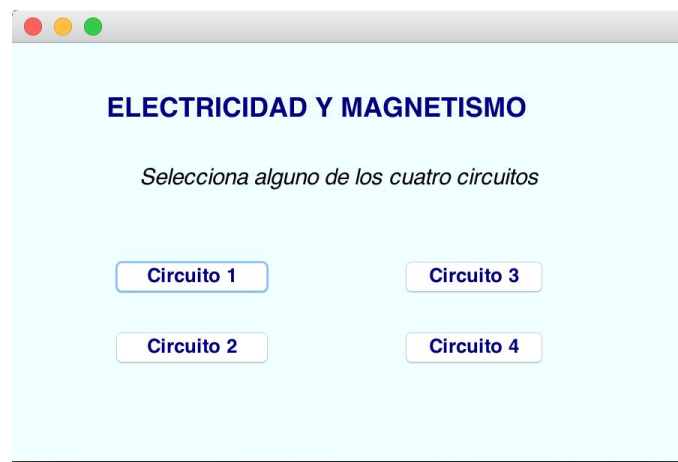 ELECTRICIDAD Y MAGNETISMO
Selecciona alguno de los cuatro circuitos
Circuito 1
Circuito 3
Circuito 2
Circuito 4